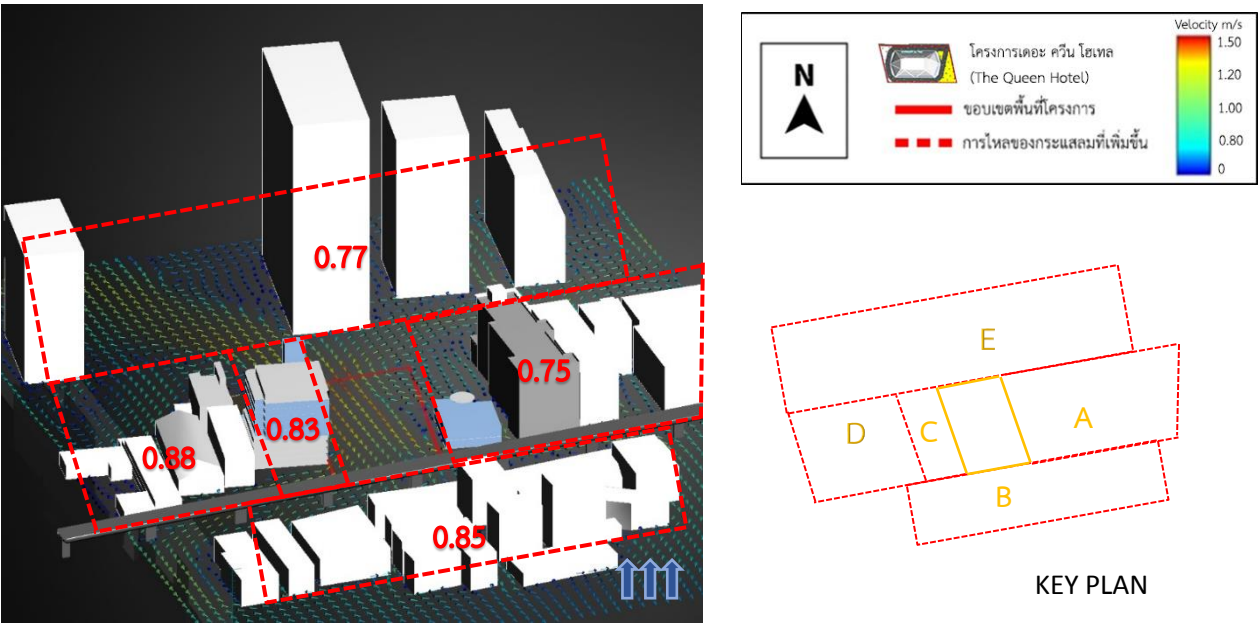 0.77
0.75
0.83
0.88
0.85
N
โครงการเดอะ ควีน โฮเทล
(The Queen Hotel)
ขอบเขตพื้นที่โครงการ
การไหลของกระแสลมที่เพิ่มขึ้น
Velocity m/s
1.50
1.20
1.00
0.80
0
E
A
C
D
B
KEY PLAN